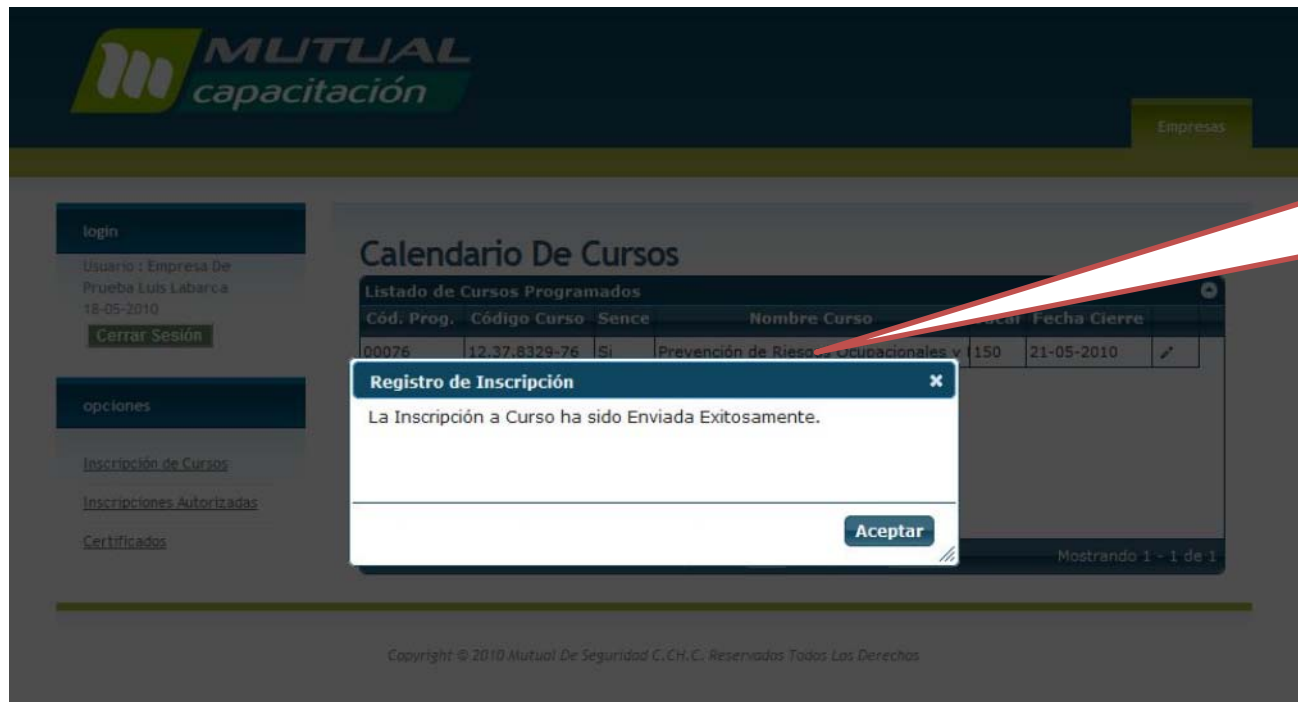 MUTUAL
capacitación
Empresas
login
Usuario : Empresa De
Prueba Luis Labarca
18-05-2010
Cerrar Sesión
opciones
Inscripción de Cursos
Inscripciones Autorizadas
Certificados
Calendario De Cursos
Listado de Cursos Programados
Cód. Prog. Código Curso Sence Nombre Curso Fecha Cierre
00076 12.37.8329-76 Si Prevención de Riesgos Ocupacionales y 150 21-05-2010
Registro de Inscripción
La Inscripción a Curso ha sido Enviada Exitosamente.
Aceptar
Mostrando 1 - 1 de 1
Copyright © 2010 Mutual De Seguridad C.CH.C. Reservados Todos Los Derechos